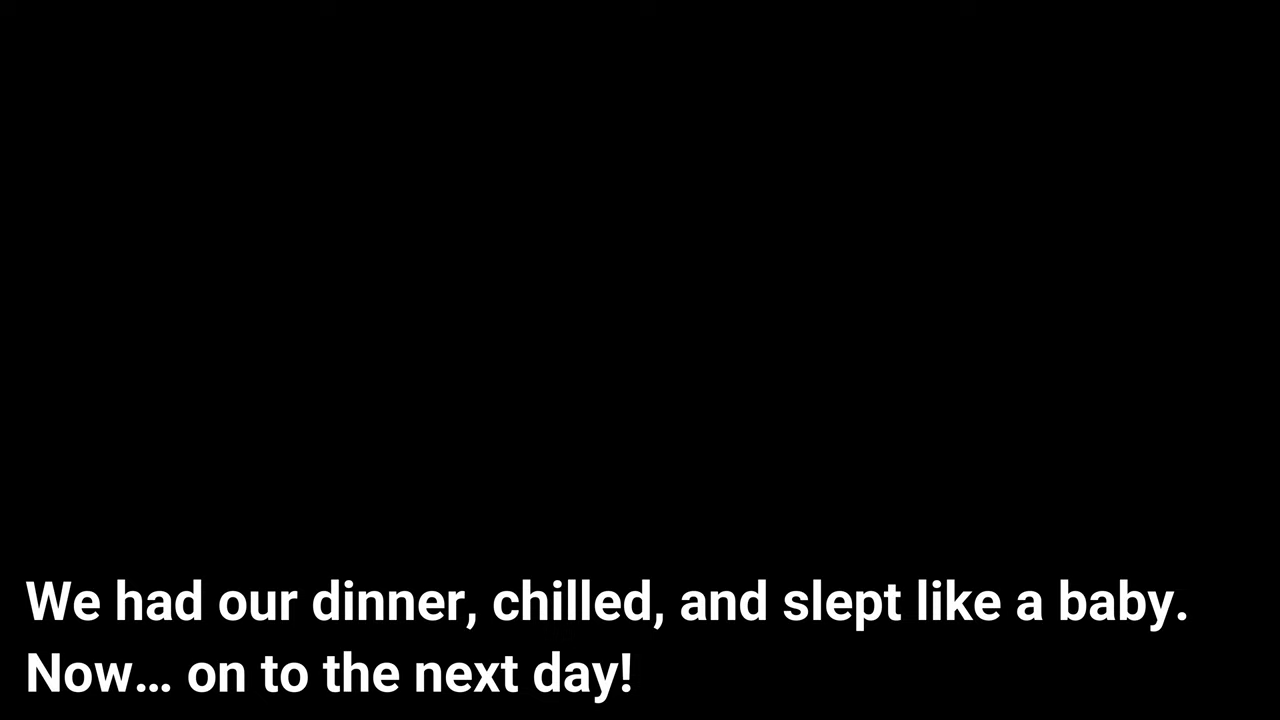 We had our dinner, chilled, and slept like a baby.
Now… on to the next day!